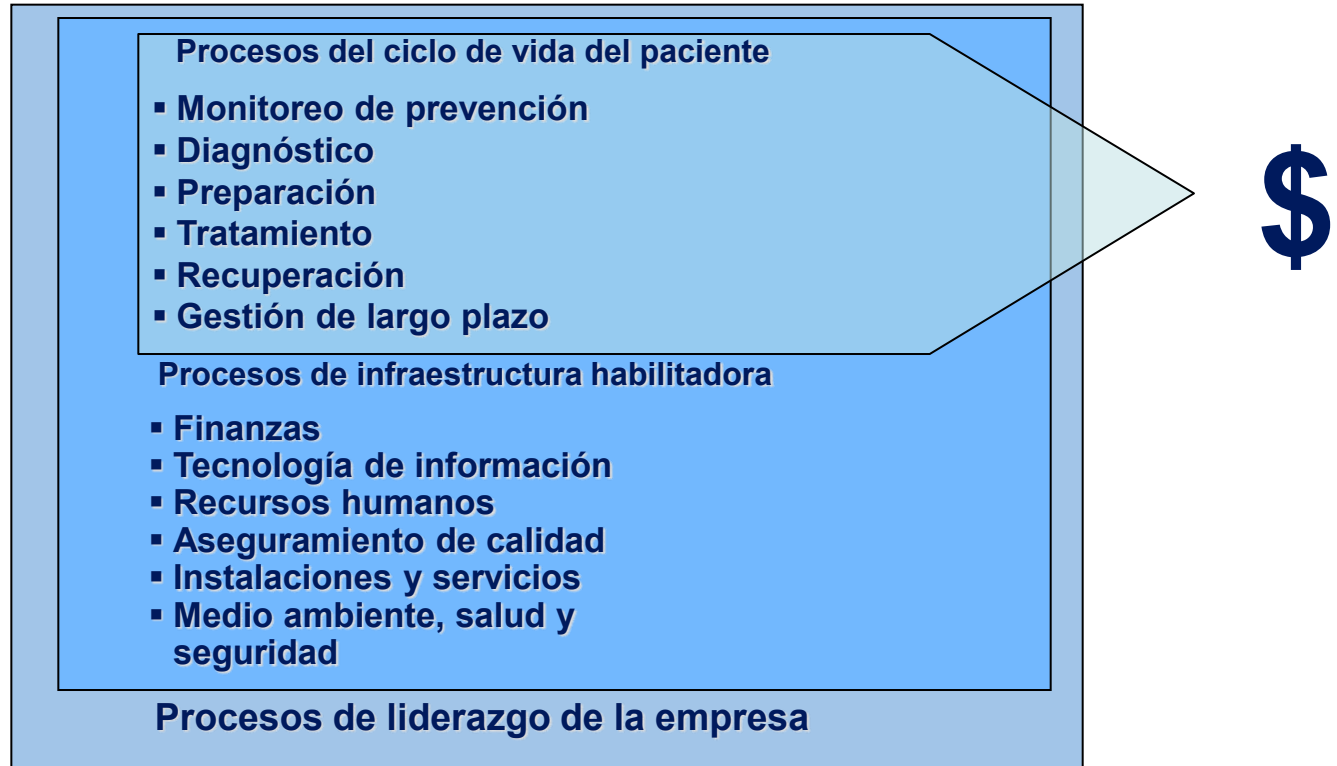 Procesos del ciclo de vida del paciente
▪ Monitoreo de prevención
▪ Diagnóstico
▪ Preparación
▪ Tratamiento
▪ Recuperación
▪ Gestión de largo plazo
$
Procesos de infraestructura habilitadora
▪ Finanzas
▪ Tecnología de información
▪ Recursos humanos
▪ Aseguramiento de calidad
▪ Instalaciones y servicios
▪ Medio ambiente, salud y
seguridad
Procesos de liderazgo de la empresa